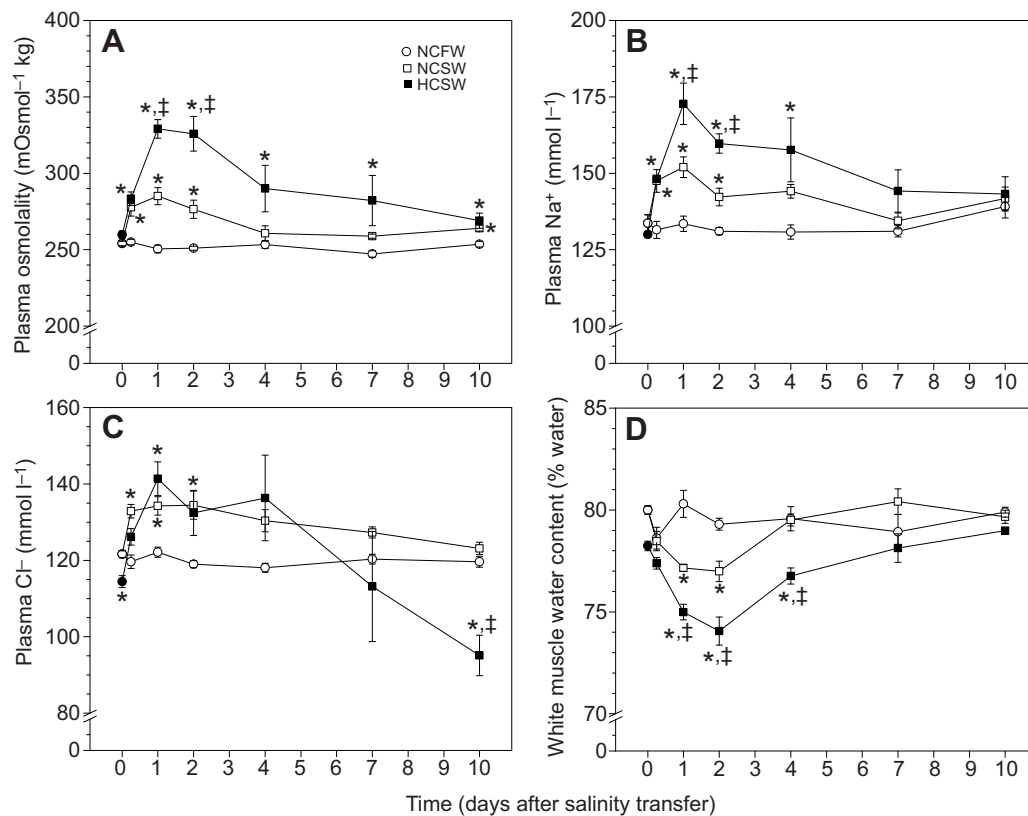 A
400
350
300
250
200
0
Plasma osmolality (mOsmol⁻¹ kg)
NCFW
NCSW
HCSW
*,‡ *,‡
* * * * * * * * *
0 1 2 3 4 5 6 7 8 9 10
B
200
175
150
125
100
0
Plasma Na⁺ (mmol l⁻¹)
*,‡
*,‡
* * * * *
0 1 2 3 4 7 10
C
160
140
120
100
80
0
Plasma Cl⁻ (mmol l⁻¹)
* * * * *
*,‡
0 1 2 3 4 5 6 7 8 9 10
D
85
80
75
70
0
White muscle water content (% water)
* *
*,‡ *,‡ *,‡
0 1 2 3 4 5 6 7 8 9 10
Time (days after salinity transfer)